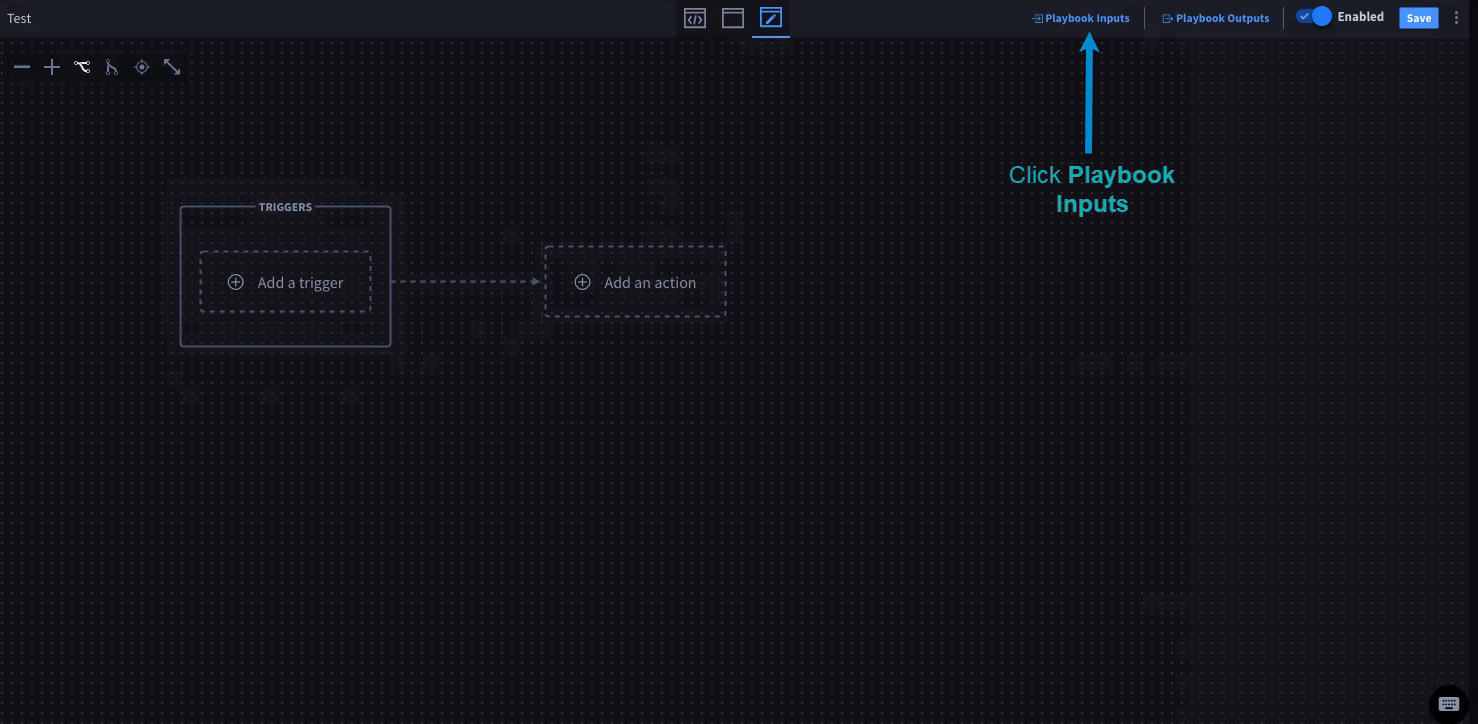 Test
Playbook Inputs
Playbook Outputs
Enabled
Save
Click Playbook
Inputs
TRIGGERS
Add a trigger
Add an action